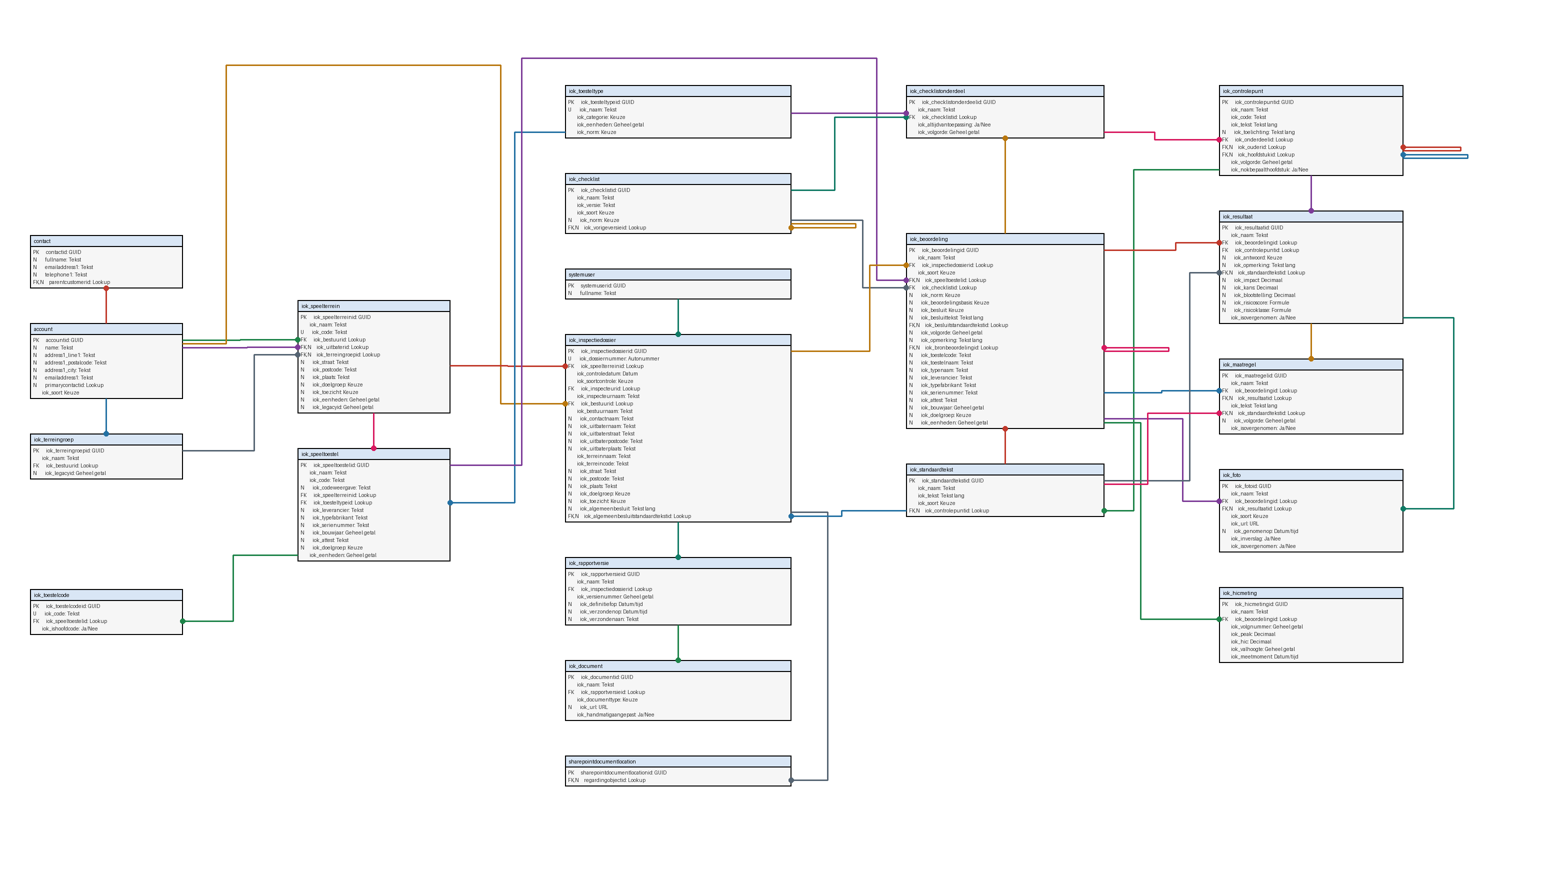 iok_toesteltype
PK iok_toesteltypeid: GUID
U iok_naam: Tekst
iok_categorie: Keuze
iok_eenheden: Geheel getal
iok_norm: Keuze
iok_checklistonderdeel
PK iok_checklistonderdeelid: GUID
iok_naam: Tekst
FK iok_checklistid: Lookup
iok_altijdvantoepassing: Ja/Nee
iok_volgorde: Geheel getal
iok_controlepunt
PK iok_controlepuntid: GUID
iok_naam: Tekst
iok_code: Tekst
iok_tekst: Tekst lang
N iok_toelichting: Tekst lang
FK iok_onderdeelid: Lookup
FK,N iok_ouderid: Lookup
FK,N iok_hoofdstukid: Lookup
iok_volgorde: Geheel getal
iok_nokbepaalthoofdstuk: Ja/Nee
iok_checklist
PK iok_checklistid: GUID
iok_naam: Tekst
iok_versie: Tekst
iok_soort: Keuze
N iok_norm: Keuze
FK,N iok_vorigeversieid: Lookup
contact
PK contactid: GUID
N fullname: Tekst
N emailaddress1: Tekst
N telephone1: Tekst
FK,N parentcustomerid: Lookup
systemuser
PK systemuserid: GUID
N fullname: Tekst
iok_beoordeling
PK iok_beoordelingid: GUID
iok_naam: Tekst
FK iok_inspectiedossierid: Lookup
iok_soort: Keuze
FK,N iok_speeltoestelid: Lookup
FK iok_checklistid: Lookup
N iok_norm: Keuze
N iok_beoordelingsbasis: Keuze
N iok_besluit: Keuze
N iok_besluittekst: Tekst lang
FK,N iok_besluitstandaardtekstid: Lookup
N iok_volgorde: Geheel getal
N iok_opmerking: Tekst lang
FK,N iok_bronbeoordelingid: Lookup
N iok_toestelcode: Tekst
N iok_toestelnaam: Tekst
N iok_typenaam: Tekst
N iok_leverancier: Tekst
N iok_typefabrikant: Tekst
N iok_serienummer: Tekst
N iok_attest: Tekst
N iok_bouwjaar: Geheel getal
N iok_doelgroep: Keuze
N iok_eenheden: Geheel getal
iok_resultaat
PK iok_resultaatid: GUID
iok_naam: Tekst
FK iok_beoordelingid: Lookup
FK iok_controlepuntid: Lookup
N iok_antwoord: Keuze
N iok_opmerking: Tekst lang
FK,N iok_standaardtekstid: Lookup
N iok_impact: Decimaal
N iok_kans: Decimaal
N iok_blootstelling: Decimaal
N iok_risicoscore: Formule
N iok_risicoklasse: Formule
iok_isovergenomen: Ja/Nee
account
PK accountid: GUID
N name: Tekst
N address1_line1: Tekst
N address1_postalcode: Tekst
N address1_city: Tekst
N emailaddress1: Tekst
N primarycontactid: Lookup
iok_soort: Keuze
iok_speelterrein
PK iok_speelterreinid: GUID
iok_naam: Tekst
U iok_code: Tekst
FK iok_bestuurid: Lookup
FK,N iok_uitbaterid: Lookup
FK,N iok_terreingroepid: Lookup
N iok_straat: Tekst
N iok_postcode: Tekst
N iok_plaats: Tekst
N iok_doelgroep: Keuze
N iok_toezicht: Keuze
N iok_eenheden: Geheel getal
N iok_legacyid: Geheel getal
iok_inspectiedossier
PK iok_inspectiedossierid: GUID
U iok_dossiernummer: Autonummer
FK iok_speelterreinid: Lookup
iok_controledatum: Datum
iok_soortcontrole: Keuze
FK iok_inspecteurid: Lookup
iok_inspecteurnaam: Tekst
FK iok_bestuurid: Lookup
iok_bestuurnaam: Tekst
N iok_contactnaam: Tekst
N iok_uitbaternaam: Tekst
N iok_uitbaterstraat: Tekst
N iok_uitbaterpostcode: Tekst
N iok_uitbaterplaats: Tekst
iok_terreinnaam: Tekst
iok_terreincode: Tekst
N iok_straat: Tekst
N iok_postcode: Tekst
N iok_plaats: Tekst
N iok_doelgroep: Keuze
N iok_toezicht: Keuze
N iok_algemeenbesluit: Tekst lang
FK,N iok_algemeenbesluitstandaardtekstid: Lookup
iok_maatregel
PK iok_maatregelid: GUID
iok_naam: Tekst
FK iok_beoordelingid: Lookup
FK,N iok_resultaatid: Lookup
iok_tekst: Tekst lang
FK,N iok_standaardtekstid: Lookup
N iok_volgorde: Geheel getal
N iok_isovergenomen: Ja/Nee
iok_terreingroep
PK iok_terreingroepid: GUID
iok_naam: Tekst
FK iok_bestuurid: Lookup
N iok_legacyid: Geheel getal
iok_speeltoestel
PK iok_speeltoestelid: GUID
iok_naam: Tekst
iok_code: Tekst
N iok_codeweergave: Tekst
FK iok_speelterreinid: Lookup
FK iok_toesteltypeid: Lookup
N iok_leverancier: Tekst
N iok_typefabrikant: Tekst
N iok_serienummer: Tekst
N iok_bouwjaar: Geheel getal
N iok_attest: Tekst
N iok_doelgroep: Keuze
iok_eenheden: Geheel getal
iok_standaardtekst
PK iok_standaardtekstid: GUID
iok_naam: Tekst
iok_tekst: Tekst lang
iok_soort: Keuze
FK,N iok_controlepuntid: Lookup
iok_foto
PK iok_fotoid: GUID
iok_naam: Tekst
FK iok_beoordelingid: Lookup
FK,N iok_resultaatid: Lookup
iok_soort: Keuze
iok_url: URL
N iok_genomenop: Datum/tijd
iok_inverslag: Ja/Nee
iok_isovergenomen: Ja/Nee
iok_rapportversie
PK iok_rapportversieid: GUID
iok_naam: Tekst
FK iok_inspectiedossierid: Lookup
iok_versienummer: Geheel getal
N iok_definitiefop: Datum/tijd
N iok_verzondenop: Datum/tijd
N iok_verzondenaan: Tekst
iok_toestelcode
PK iok_toestelcodeid: GUID
U iok_code: Tekst
FK iok_speeltoestelid: Lookup
iok_ishoofdcode: Ja/Nee
iok_hicmeting
PK iok_hicmetingid: GUID
iok_naam: Tekst
FK iok_beoordelingid: Lookup
iok_volgnummer: Geheel getal
iok_peak: Decimaal
iok_hic: Decimaal
iok_valhoogte: Geheel getal
iok_meetmoment: Datum/tijd
iok_document
PK iok_documentid: GUID
iok_naam: Tekst
FK iok_rapportversieid: Lookup
iok_documenttype: Keuze
N iok_url: URL
iok_handmatigaangepast: Ja/Nee
sharepointdocumentlocation
PK sharepointdocumentlocationid: GUID
FK,N regardingobjectid: Lookup